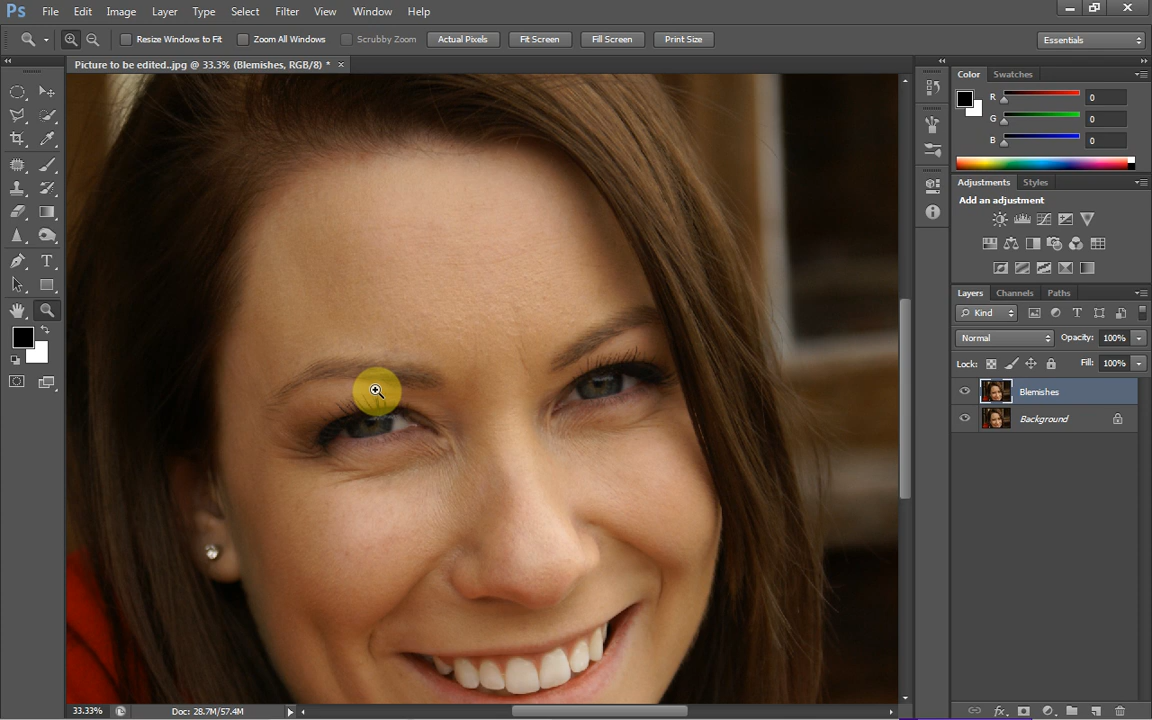 Ps File Edit Image Layer Type Select Filter View Window Help
Resize Windows to Fit Zoom All Windows Scrubby Zoom Actual Pixels Fit Screen Fill Screen Print Size Essentials
Picture to be edited..jpg @ 33.3% (Blemishes, RGB/8) * ×
Color Swatches
R 0
G 0
B 0
Adjustments Styles
Add an adjustment
Layers Channels Paths
Kind
Normal Opacity: 100%
Lock: Fill: 100%
Blemishes
Background
33.33% Doc: 28.7M/57.4M